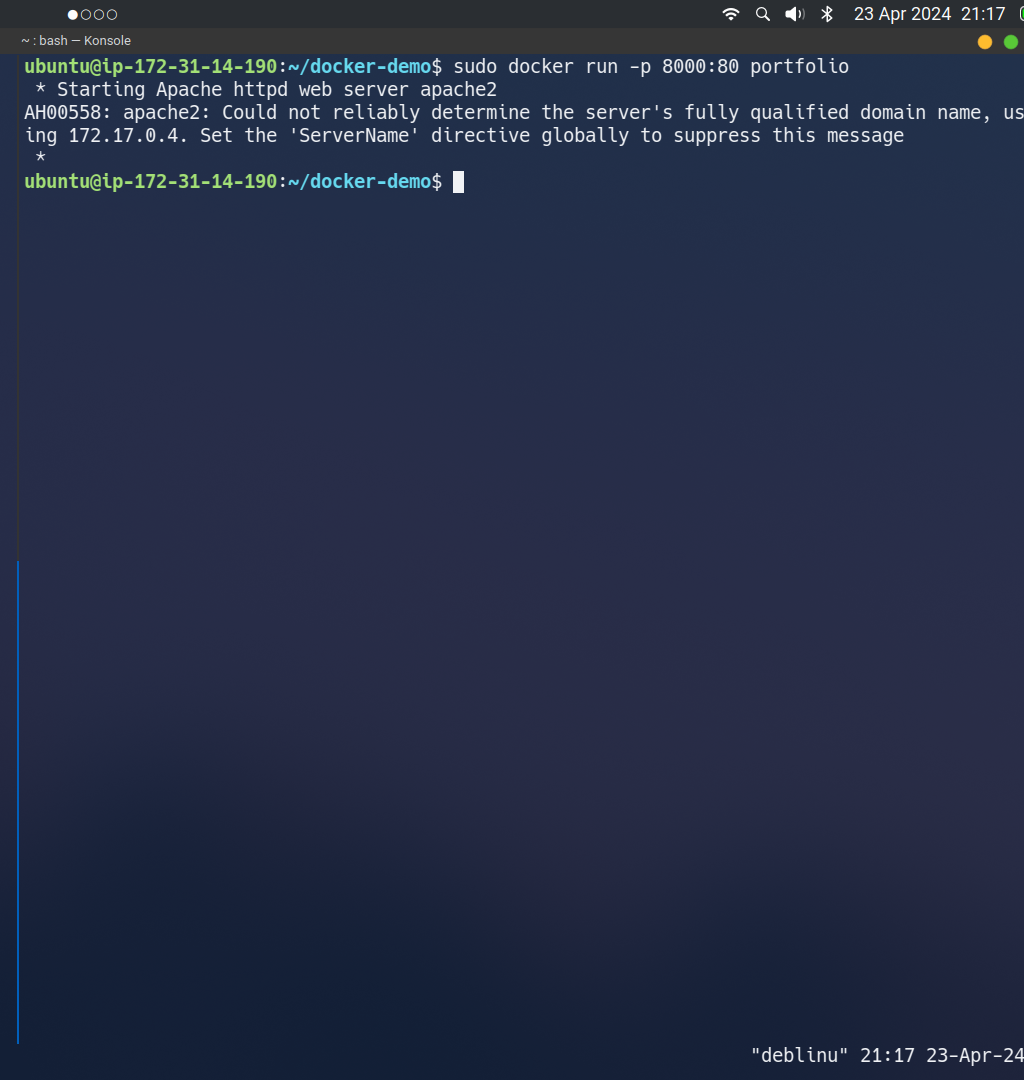 23 Apr 2024 21:17
~ : bash — Konsole
ubuntu@ip-172-31-14-190:~/docker-demo$ sudo docker run -p 8000:80 portfolio
 * Starting Apache httpd web server apache2
AH00558: apache2: Could not reliably determine the server's fully qualified domain name, us
ing 172.17.0.4. Set the 'ServerName' directive globally to suppress this message
 *
ubuntu@ip-172-31-14-190:~/docker-demo$
"deblinu" 21:17 23-Apr-24